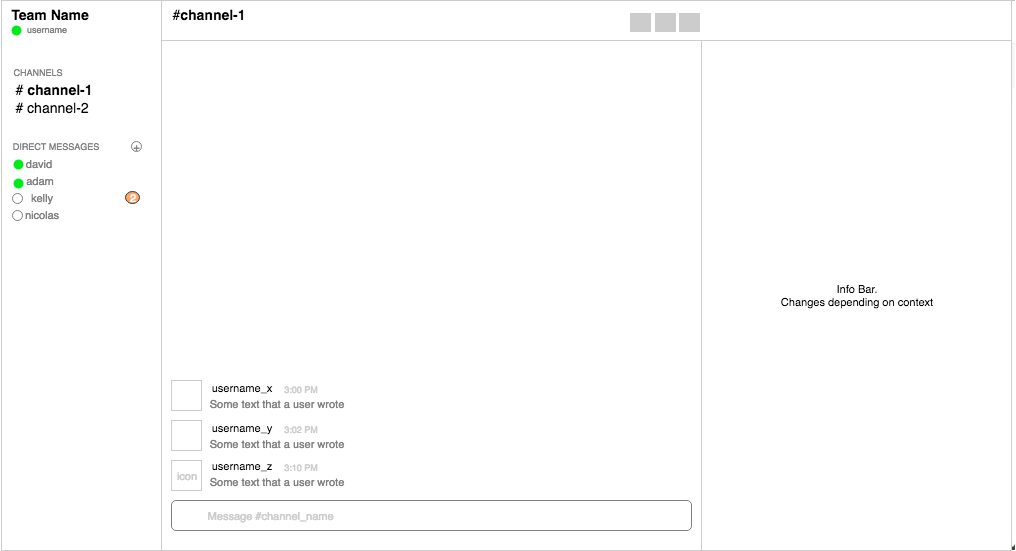 Team Name
username
CHANNELS
# channel-1
# channel-2
DIRECT MESSAGES
david
adam
kelly 2
nicolas
#channel-1
username_x 3:00 PM
Some text that a user wrote
username_y 3:02 PM
Some text that a user wrote
icon
username_z 3:10 PM
Some text that a user wrote
Message #channel_name
Info Bar.
Changes depending on context